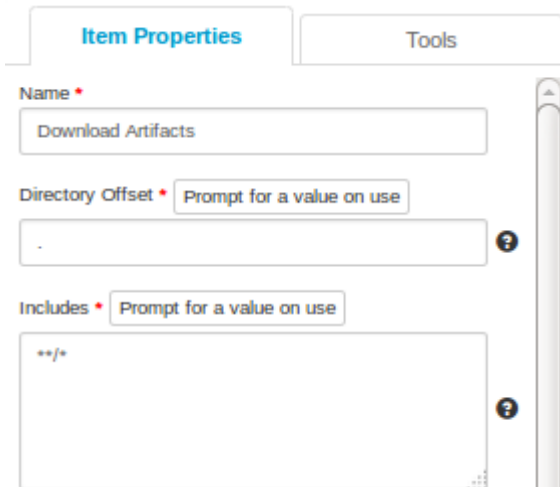 Item Properties
Tools
Name *
Download Artifacts
Directory Offset * Prompt for a value on use
.
Includes * Prompt for a value on use
**/*